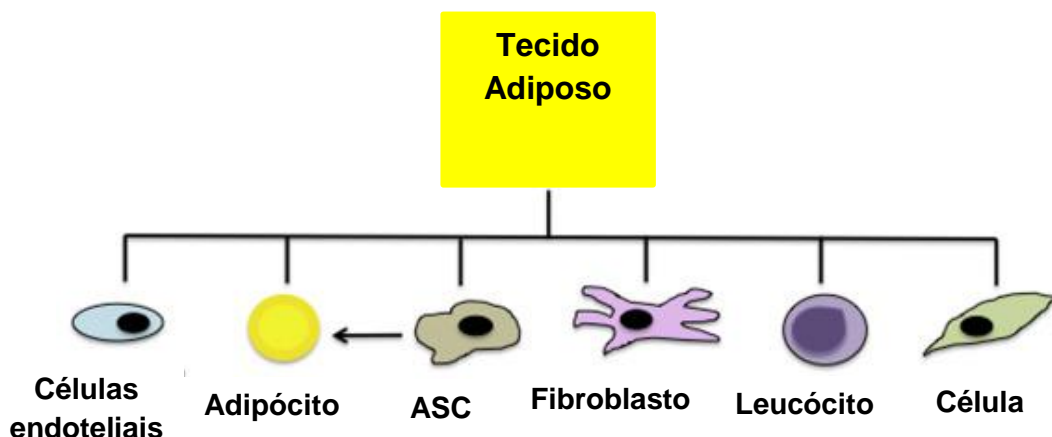 Tecido
Adiposo
Células
endoteliais
Adipócito
ASC
Fibroblasto
Leucócito
Célula